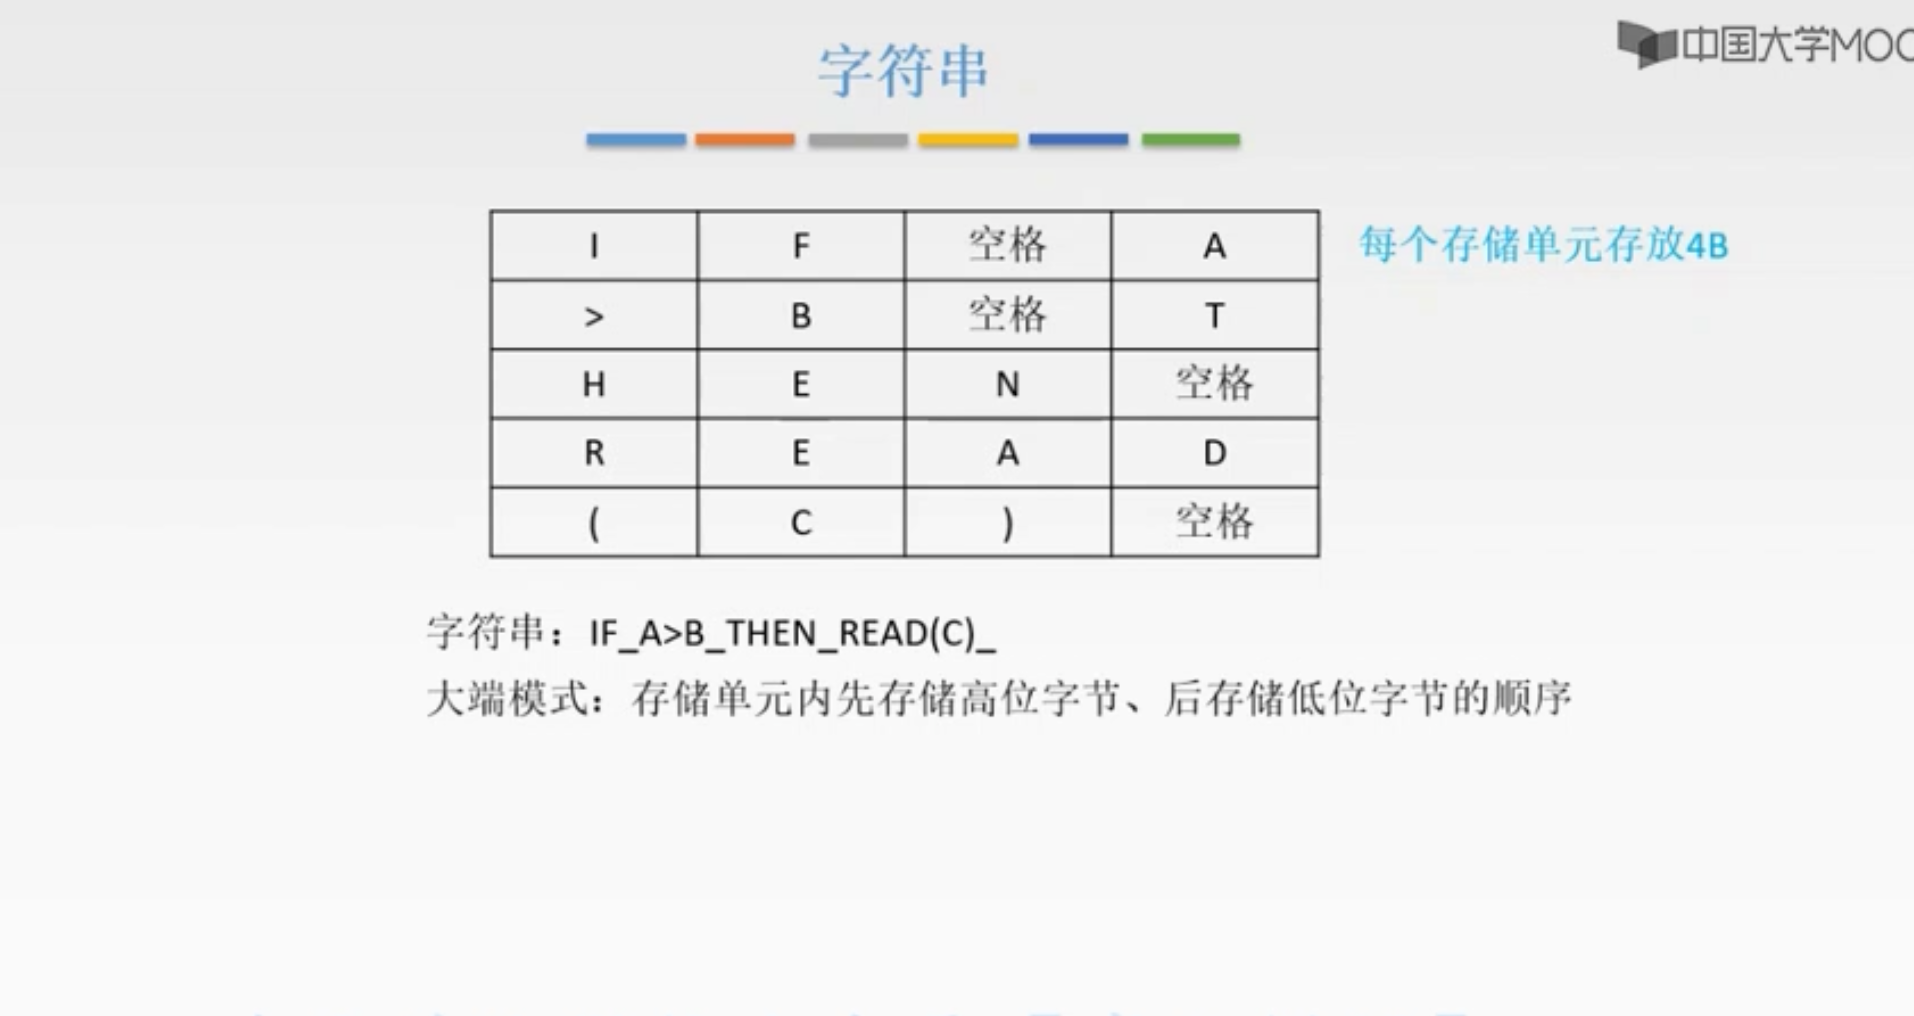 中国大学MOO
字符串
I F 空格 A 每个存储单元存放4B
> B 空格 T
H E N 空格
R E A D
( C ) 空格
字符串：IF_A>B_THEN_READ(C)_
大端模式：存储单元内先存储高位字节、后存储低位字节的顺序